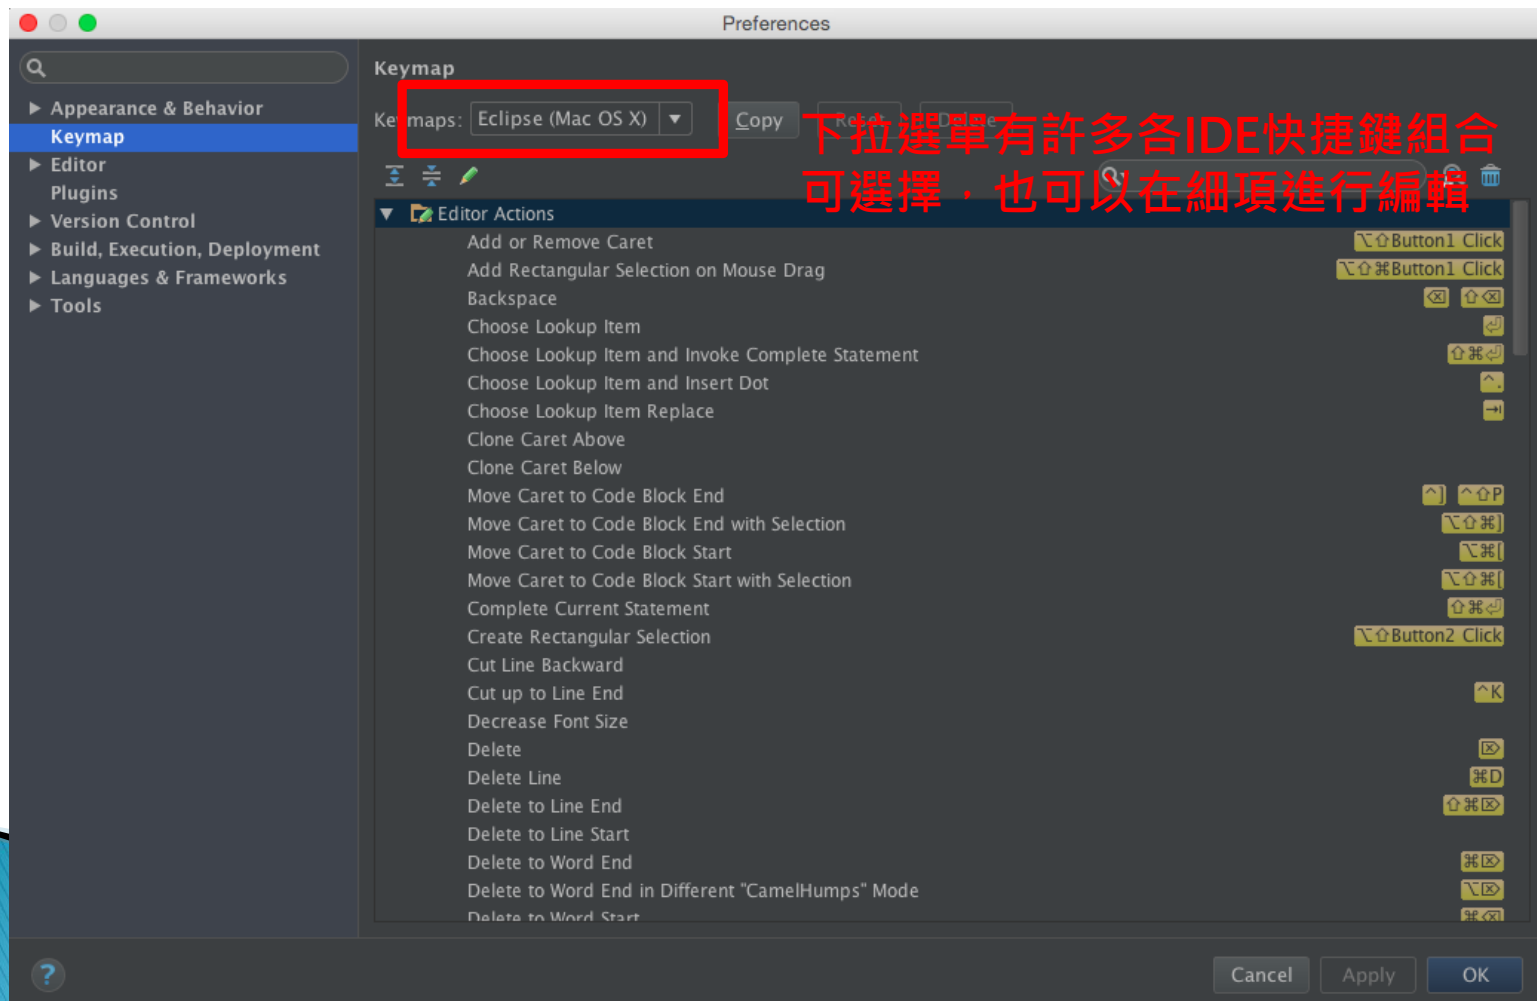 Preferences
Keymap
Keymaps: Eclipse (Mac OS X) Copy Reset Delete
下拉選單有許多各IDE快捷鍵組合
可選擇，也可以在細項進行編輯
Appearance & Behavior
Keymap
Editor
Plugins
Version Control
Build, Execution, Deployment
Languages & Frameworks
Tools
Editor Actions
Add or Remove Caret ⌥⇧Button1 Click
Add Rectangular Selection on Mouse Drag ⌥⇧⌘Button1 Click
Backspace ⌫ ⇧⌫
Choose Lookup Item ⏎
Choose Lookup Item and Invoke Complete Statement ⇧⌘⏎
Choose Lookup Item and Insert Dot ^.
Choose Lookup Item Replace ⇥
Clone Caret Above
Clone Caret Below
Move Caret to Code Block End ^] ^⇧P
Move Caret to Code Block End with Selection ⌥⇧⌘]
Move Caret to Code Block Start ⌥⌘[
Move Caret to Code Block Start with Selection ⌥⇧⌘[
Complete Current Statement ⇧⌘⏎
Create Rectangular Selection ⌥⇧Button2 Click
Cut Line Backward
Cut up to Line End ^K
Decrease Font Size
Delete ⌦
Delete Line ⌘D
Delete to Line End ⇧⌘⌦
Delete to Line Start
Delete to Word End ⌘⌦
Delete to Word End in Different "CamelHumps" Mode ⌥⌦
Delete to Word Start ⌘⌫
? Cancel Apply OK